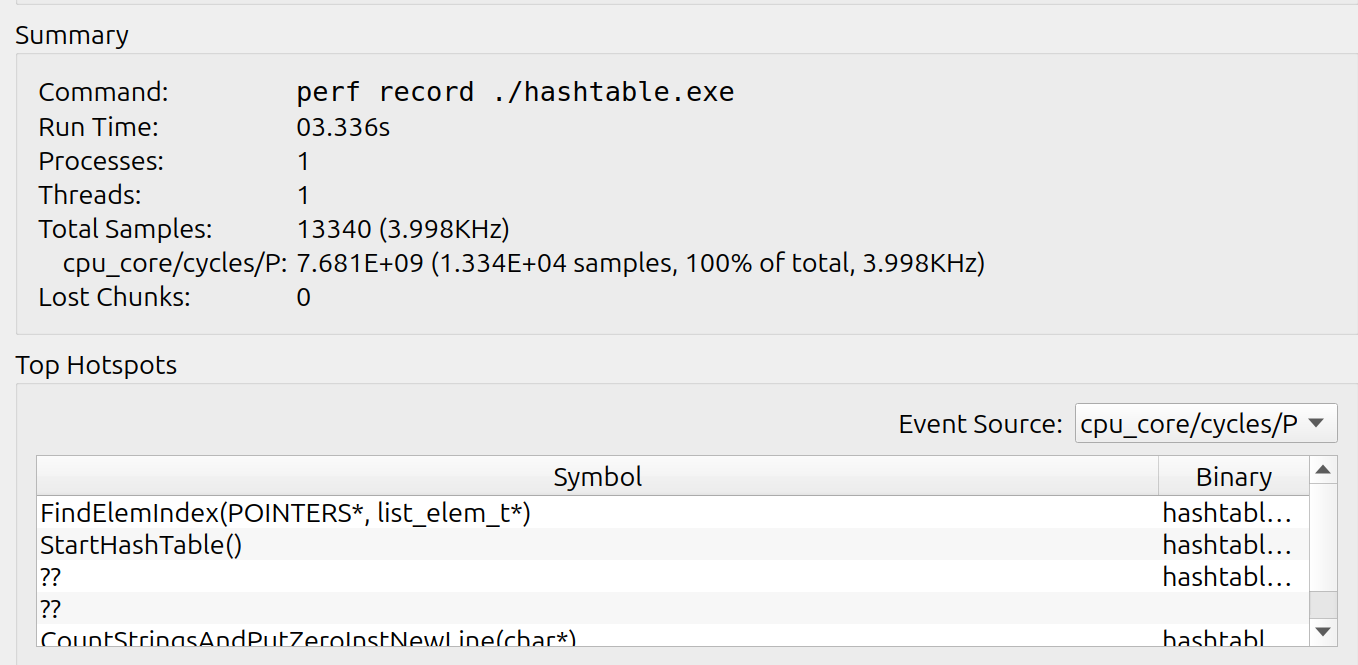 Summary
Command: perf record ./hashtable.exe
Run Time: 03.336s
Processes: 1
Threads: 1
Total Samples: 13340 (3.998KHz)
cpu_core/cycles/P: 7.681E+09 (1.334E+04 samples, 100% of total, 3.998KHz)
Lost Chunks: 0
Top Hotspots
Event Source: cpu_core/cycles/P
Symbol Binary
FindElemIndex(POINTERS*, list_elem_t*) hashtabl…
StartHashTable() hashtabl…
?? hashtabl…
??
CountStringsAndPutZeroInstNewLine(char*) hashtabl